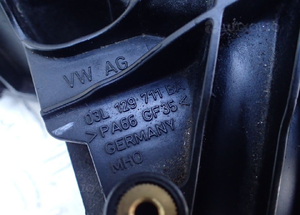 VW AG
03L 129 711
>PA66 GF35<
GERMANY
MHO